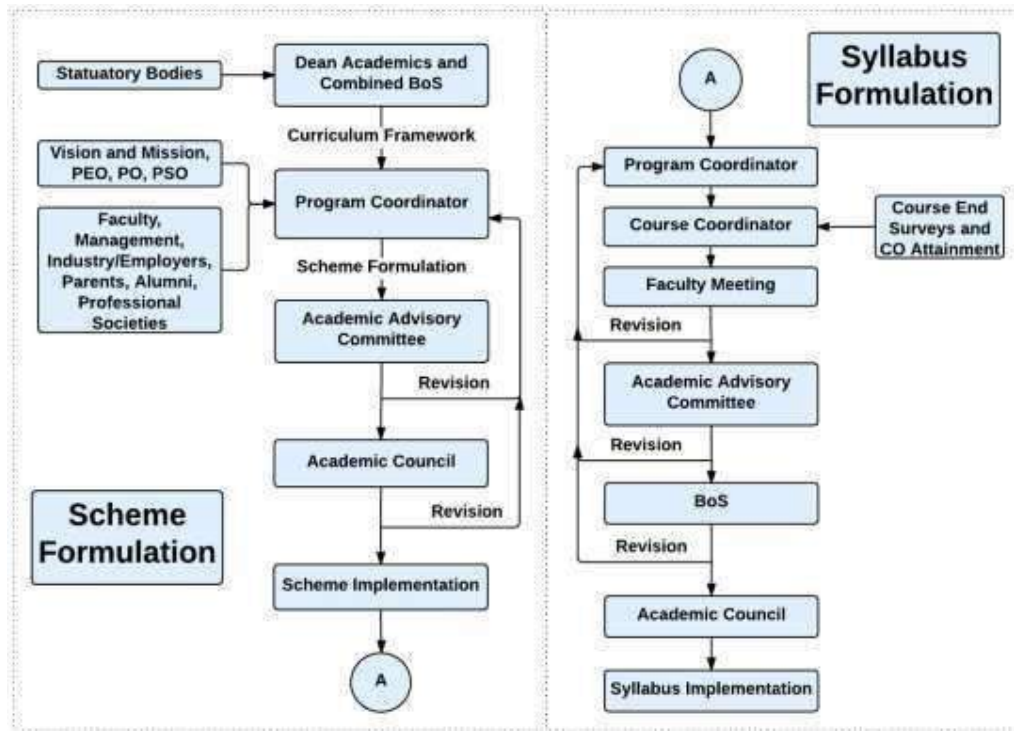 Statuatory Bodies
Dean Academics and
Combined BoS
Curriculum Framework
Vision and Mission,
PEO, PO, PSO
Program Coordinator
Faculty,
Management,
Industry/Employers,
Parents, Alumni,
Professional
Societies
Scheme Formulation
Academic Advisory
Committee
Revision
Academic Council
Revision
Scheme
Formulation
Scheme Implementation
A
Syllabus
Formulation
A
Program Coordinator
Course Coordinator
Course End
Surveys and
CO Attainment
Faculty Meeting
Revision
Academic Advisory
Committee
Revision
BoS
Revision
Academic Council
Syllabus Implementation